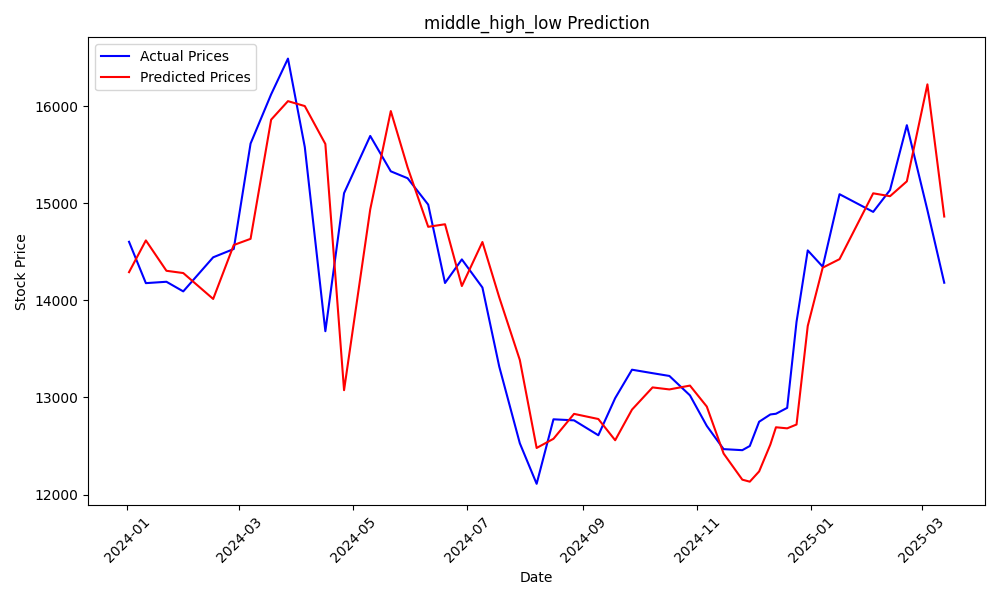 middle_high_low Prediction
Actual Prices
Predicted Prices
Stock Price
16000
15000
14000
13000
12000
2024-01
2024-03
2024-05
2024-07
2024-09
2024-11
2025-01
2025-03
Date